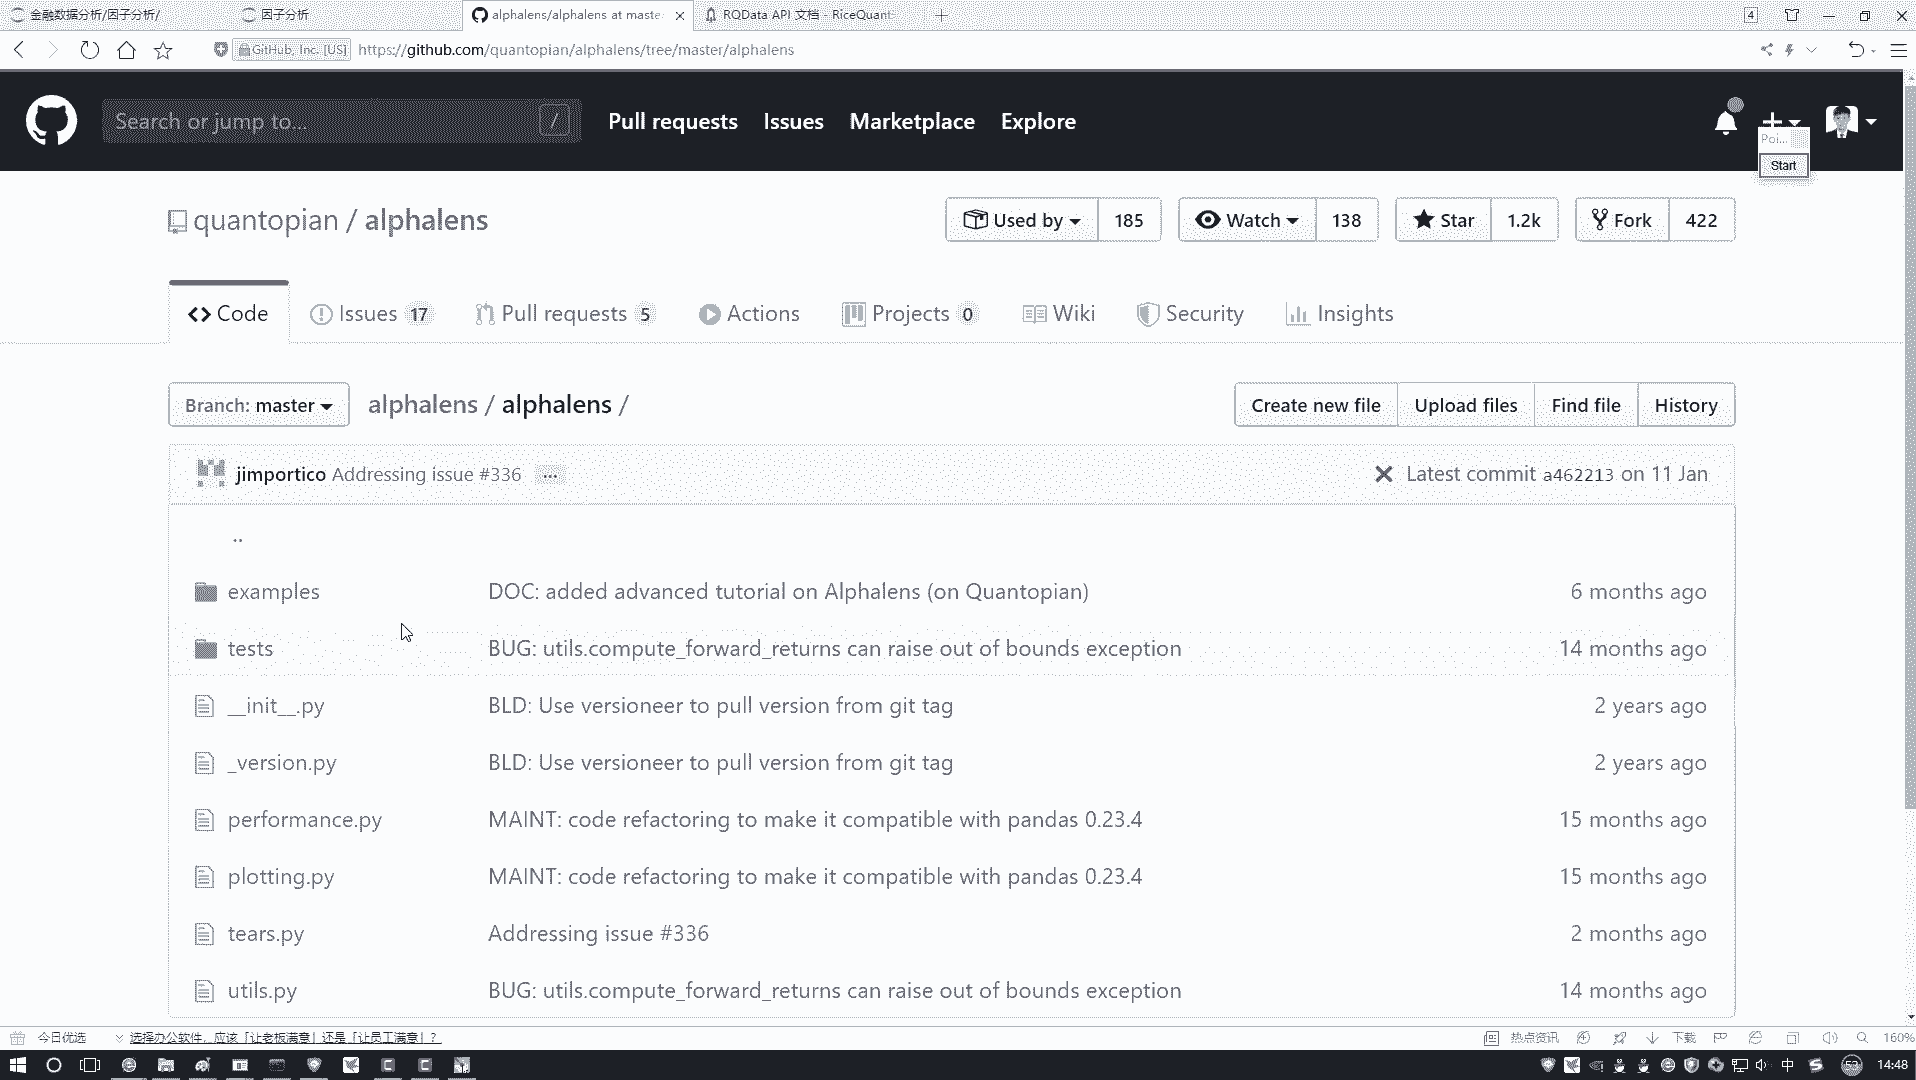 金融数据分析/因子分析/
因子分析
alphalens/alphalens at master
RQData API 文档 - RiceQuant
4
GitHub, Inc. [US]
https://github.com/quantopian/alphalens/tree/master/alphalens
Search or jump to...
/
Pull requests
Issues
Marketplace
Explore
Poi...
Start
quantopian / alphalens
Used by
185
Watch
138
Star
1.2k
Fork
422
Code
Issues 17
Pull requests 5
Actions
Projects 0
Wiki
Security
Insights
Branch: master
alphalens / alphalens /
Create new file
Upload files
Find file
History
jimportico Addressing issue #336 ...
Latest commit a462213 on 11 Jan
..
examples DOC: added advanced tutorial on Alphalens (on Quantopian) 6 months ago
tests BUG: utils.compute_forward_returns can raise out of bounds exception 14 months ago
__init__.py BLD: Use versioneer to pull version from git tag 2 years ago
_version.py BLD: Use versioneer to pull version from git tag 2 years ago
performance.py MAINT: code refactoring to make it compatible with pandas 0.23.4 15 months ago
plotting.py MAINT: code refactoring to make it compatible with pandas 0.23.4 15 months ago
tears.py Addressing issue #336 2 months ago
utils.py BUG: utils.compute_forward_returns can raise out of bounds exception 14 months ago
今日优选
选择办公软件，应该「让老板满意」还是「让员工满意」？
热点资讯
下载
160%
中
53
14:48